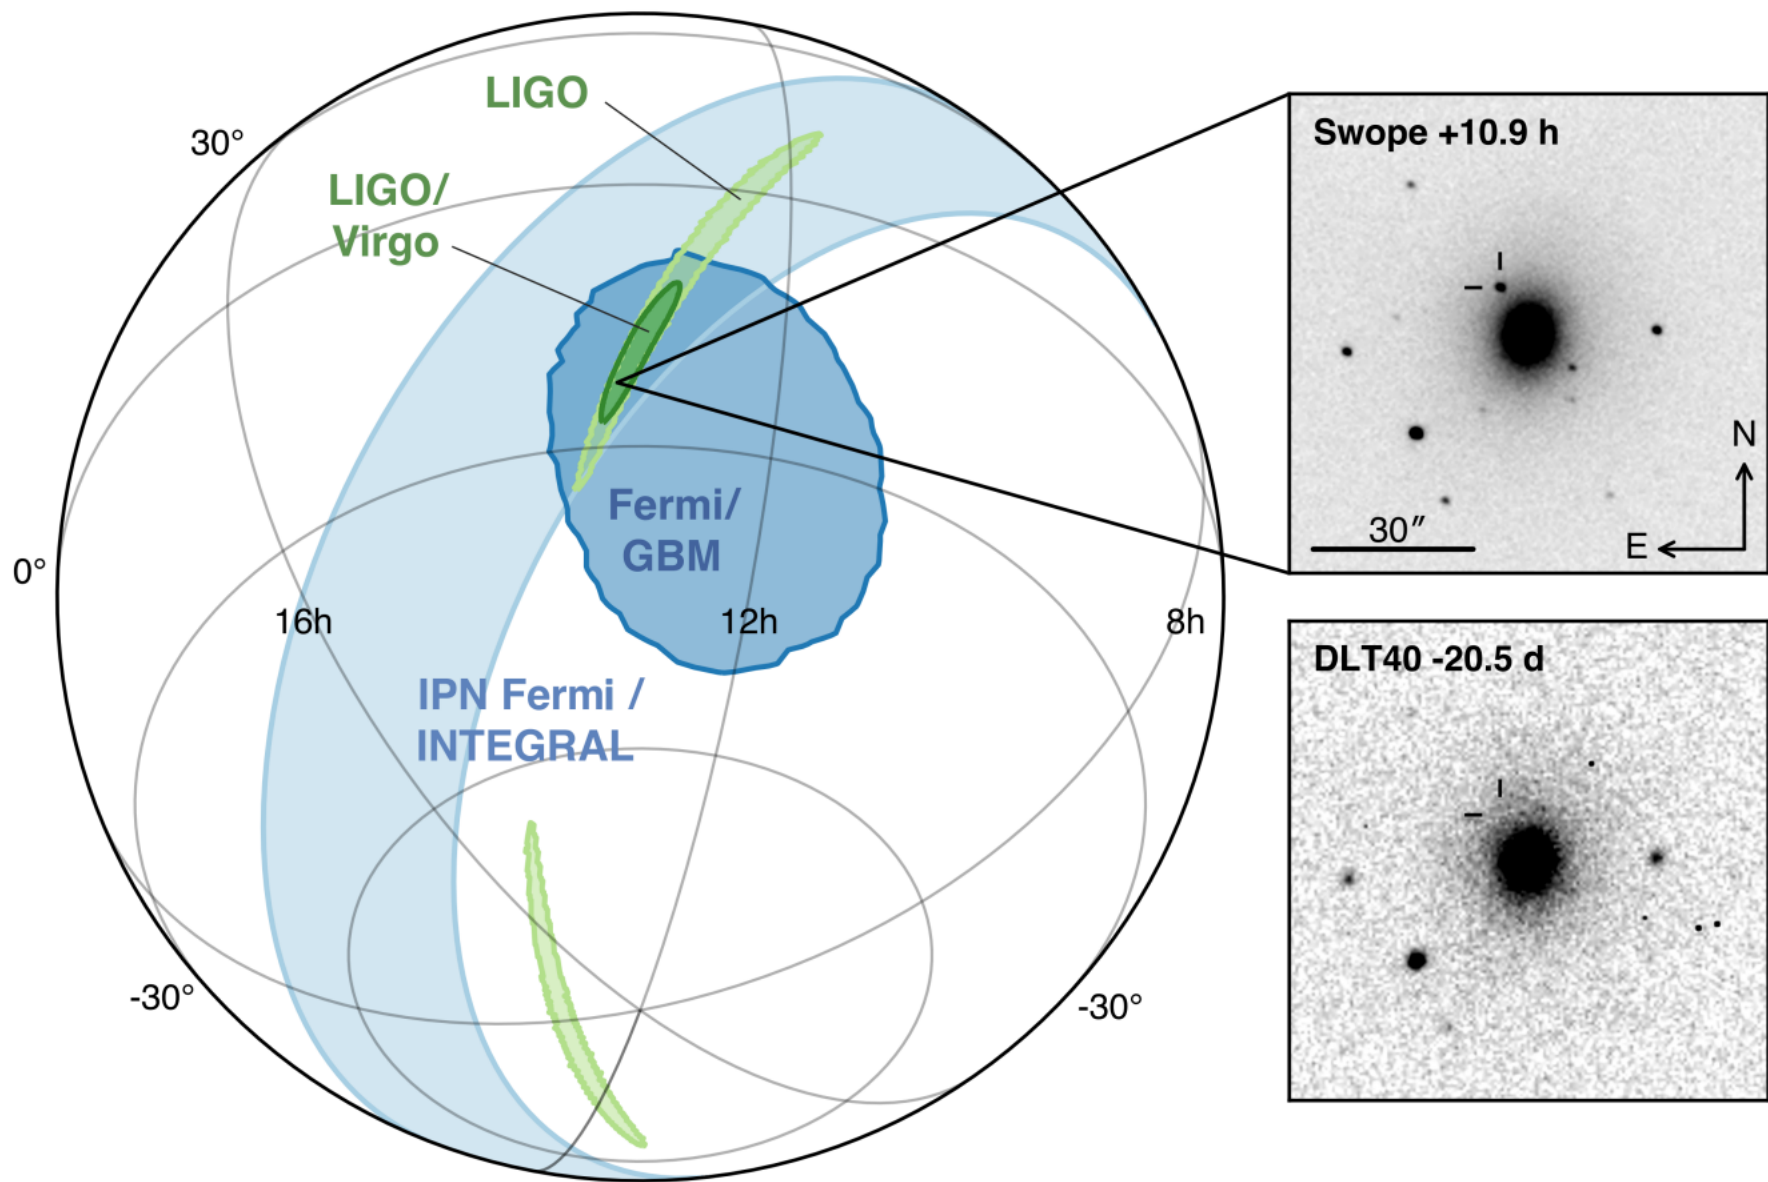 LIGO
LIGO/
Virgo
30°
0°
-30°
-30°
16h
12h
8h
Fermi/
GBM
IPN Fermi /
INTEGRAL
Swope +10.9 h
30″
N
E
DLT40 -20.5 d